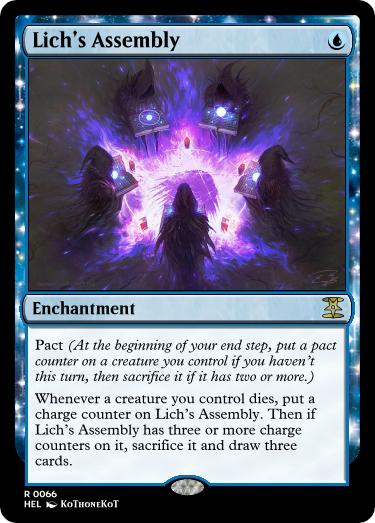 Lich's Assembly
Enchantment
Pact (At the beginning of your end step, put a pact
counter on a creature you control if you haven't
this turn, then sacrifice it if it has two or more.)
Whenever a creature you control dies, put a
charge counter on Lich's Assembly. Then if
Lich's Assembly has three or more charge
counters on it, sacrifice it and draw three
cards.
R 0066
HEL KoThoneKoT